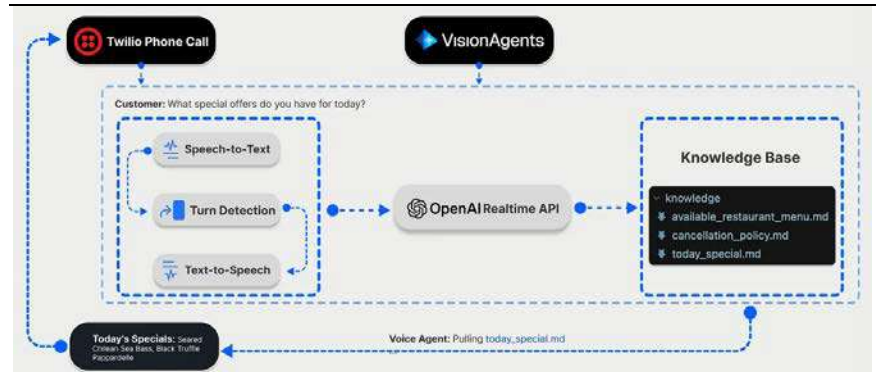 Twilio Phone Call
VisionAgents
Customer: What special offers do you have for today?
Speech-to-Text
Turn Detection
Text-to-Speech
OpenAI Realtime API
Knowledge Base
knowledge
available_restaurant_menu.md
cancellation_policy.md
today_special.md
Today's Specials: Seared
Chilean Sea Bass, Black Truffle
Pappardelle
Voice Agent: Pulling today_special.md